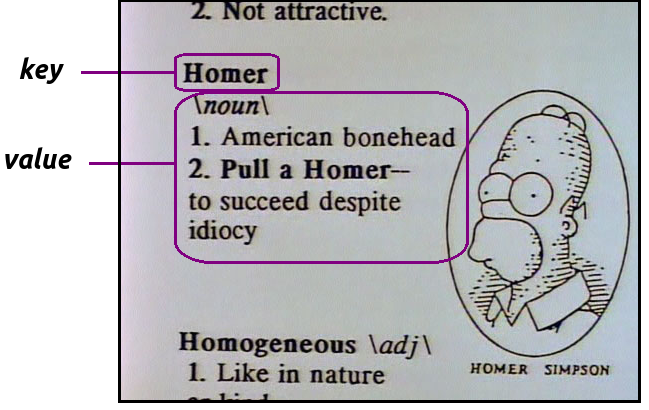 2. Not attractive.
key
Homer
\noun\
1. American bonehead
value
2. Pull a Homer--
to succeed despite
idiocy
Homogeneous \adj\
1. Like in nature
HOMER SIMPSON